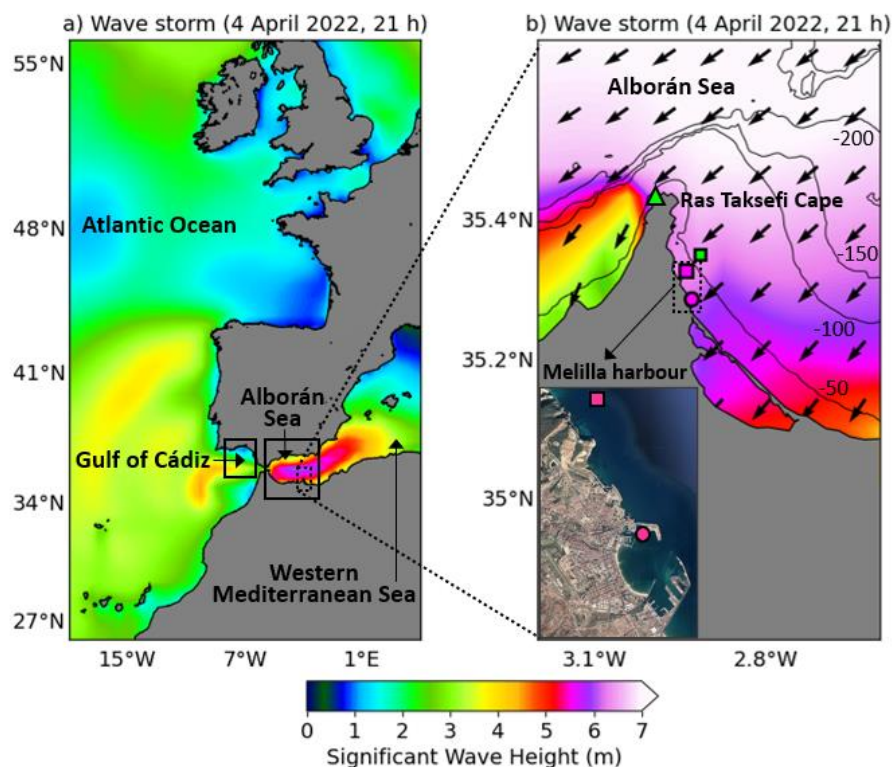 a) Wave storm (4 April 2022, 21 h)
55°N
48°N
41°N
34°N
27°N
Atlantic Ocean
Alborán
Sea
Gulf of Cádiz
Western
Mediterranean Sea
15°W
7°W
1°E
b) Wave storm (4 April 2022, 21 h)
Alborán Sea
-200
Ras Taksefi Cape
35.4°N
-150
-100
35.2°N
Melilla harbour
-50
35°N
3.1°W
2.8°W
0
1
2
3
4
5
6
7
Significant Wave Height (m)